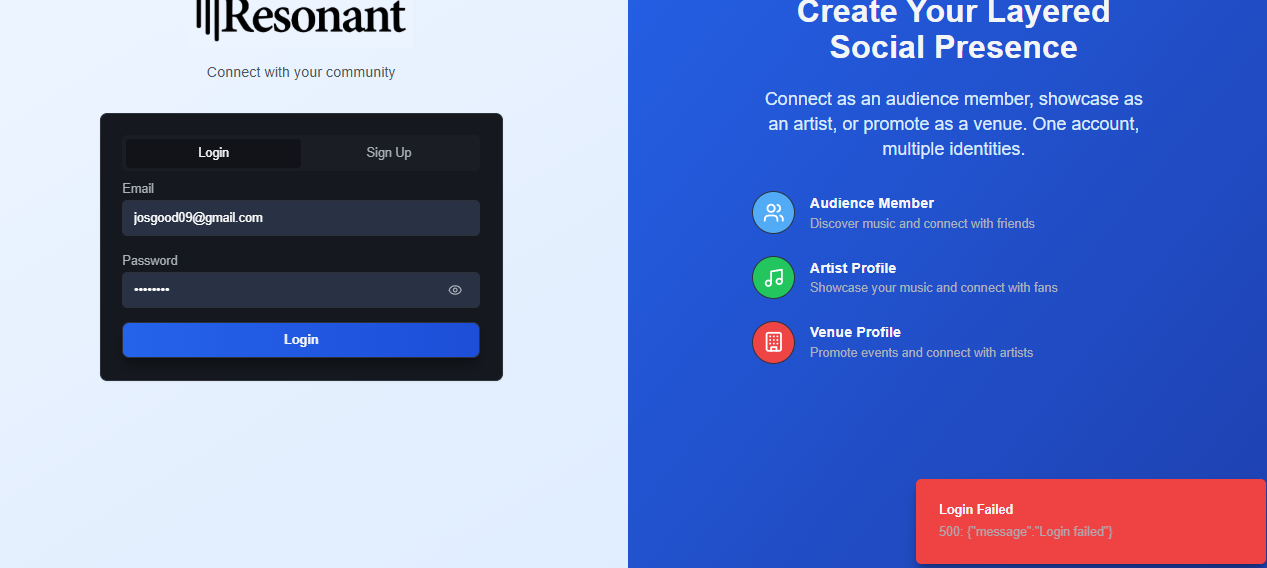 Resonant
Connect with your community
Login
Sign Up
Email
josgood09@gmail.com
Password
••••••••
Login
Create Your Layered
Social Presence
Connect as an audience member, showcase as
an artist, or promote as a venue. One account,
multiple identities.
Audience Member
Discover music and connect with friends
Artist Profile
Showcase your music and connect with fans
Venue Profile
Promote events and connect with artists
Login Failed
500: {"message":"Login failed"}